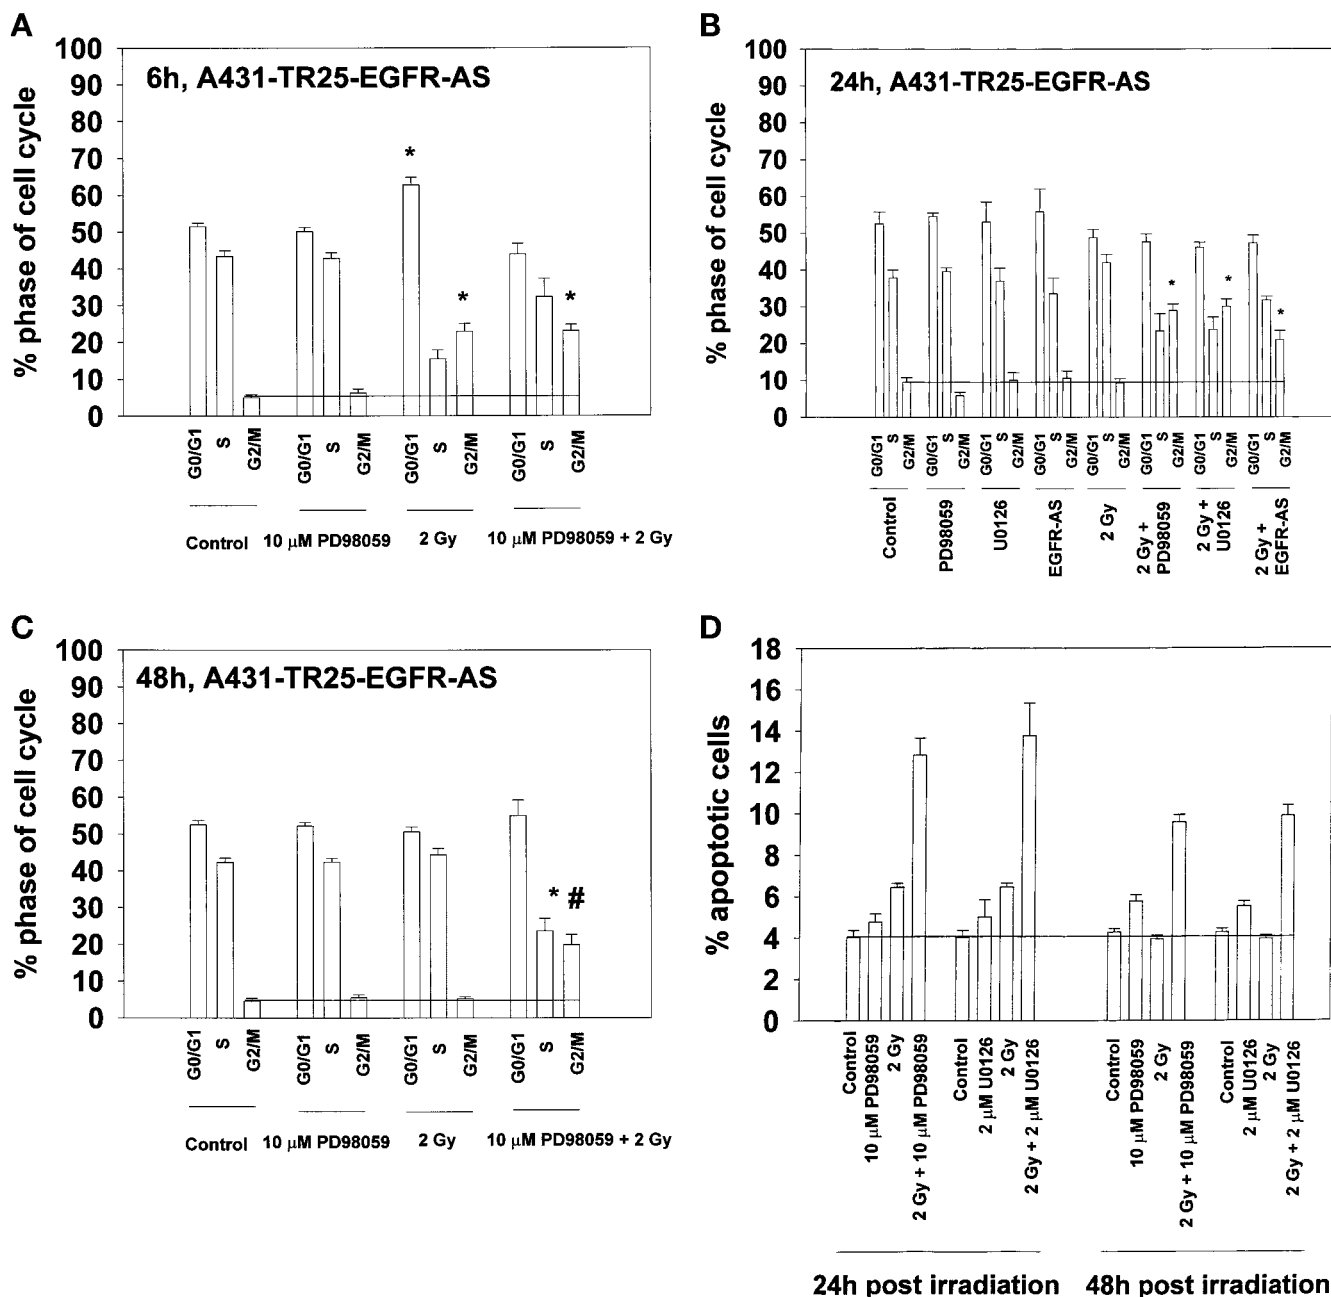 A
100
90
80
70
60
50
40
30
20
10
0
% phase of cell cycle
6h, A431-TR25-EGFR-AS
*
*
*
G0/G1 S G2/M G0/G1 S G2/M G0/G1 S G2/M G0/G1 S G2/M
Control 10 μM PD98059 2 Gy 10 μM PD98059 + 2 Gy
B
100
90
80
70
60
50
40
30
20
10
0
% phase of cell cycle
24h, A431-TR25-EGFR-AS
*
*
*
G0/G1 S G2/M G0/G1 S G2/M G0/G1 S G2/M G0/G1 S G2/M G0/G1 S G2/M G0/G1 S G2/M G0/G1 S G2/M G0/G1 S G2/M
Control
PD98059
U0126
EGFR-AS
2 Gy
2 Gy +
PD98059
2 Gy +
U0126
2 Gy +
EGFR-AS
C
100
90
80
70
60
50
40
30
20
10
0
% phase of cell cycle
48h, A431-TR25-EGFR-AS
* #
G0/G1 S G2/M G0/G1 S G2/M G0/G1 S G2/M G0/G1 S G2/M
Control 10 μM PD98059 2 Gy 10 μM PD98059 + 2 Gy
D
18
16
14
12
10
8
6
4
2
0
% apoptotic cells
Control
10 μM PD98059
2 Gy
2 Gy + 10 μM PD98059
Control
2 μM U0126
2 Gy
2 Gy + 2 μM U0126
Control
10 μM PD98059
2 Gy
2 Gy + 10 μM PD98059
Control
2 μM U0126
2 Gy
2 Gy + 2 μM U0126
24h post irradiation 48h post irradiation